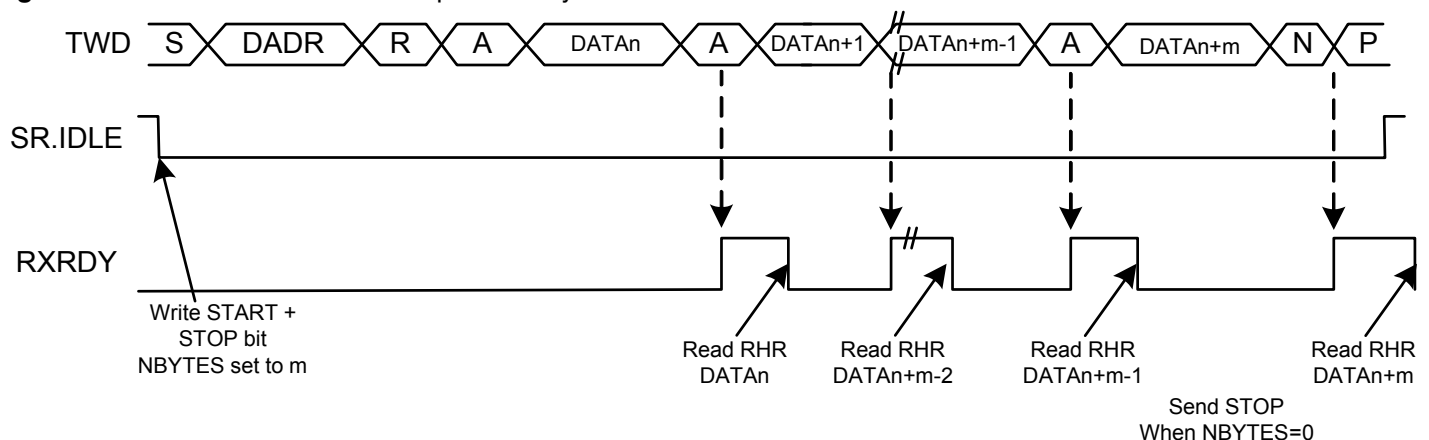 TWD S DADR R A DATAn A DATAn+1 DATAn+m-1 A DATAn+m N P
SR.IDLE
RXRDY
Write START +
STOP bit
NBYTES set to m
Read RHR
DATAn
Read RHR
DATAn+m-2
Read RHR
DATAn+m-1
Read RHR
DATAn+m
Send STOP
When NBYTES=0